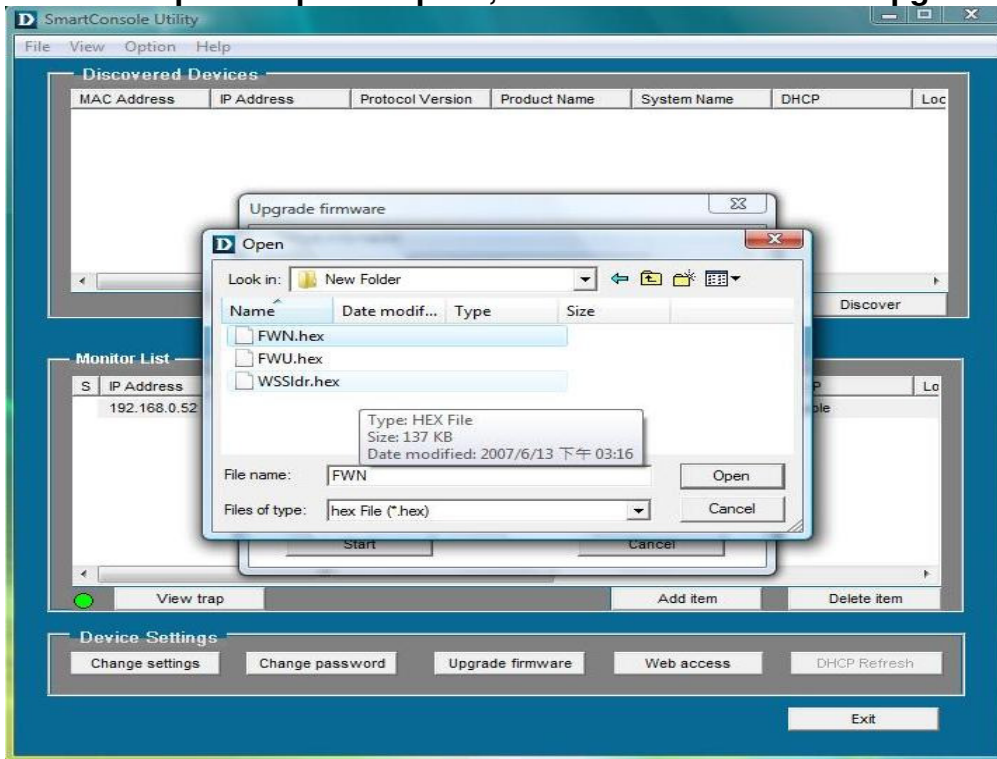 SmartConsole Utility
File View Option Help
Discovered Devices
MAC Address IP Address Protocol Version Product Name System Name DHCP Loc
Upgrade firmware
Open
Look in: New Folder
Discover
Name Date modif... Type Size
FWN.hex
FWU.hex
Monitor List
WSSldr.hex
S IP Address Lo
192.168.0.52
Type: HEX File
Size: 137 KB
Date modified: 2007/6/13 下午 03:16
File name: FWN Open
Files of type: hex File (*.hex) Cancel
Start Cancel
View trap Add item Delete item
Device Settings
Change settings Change password Upgrade firmware Web access DHCP Refresh
Exit